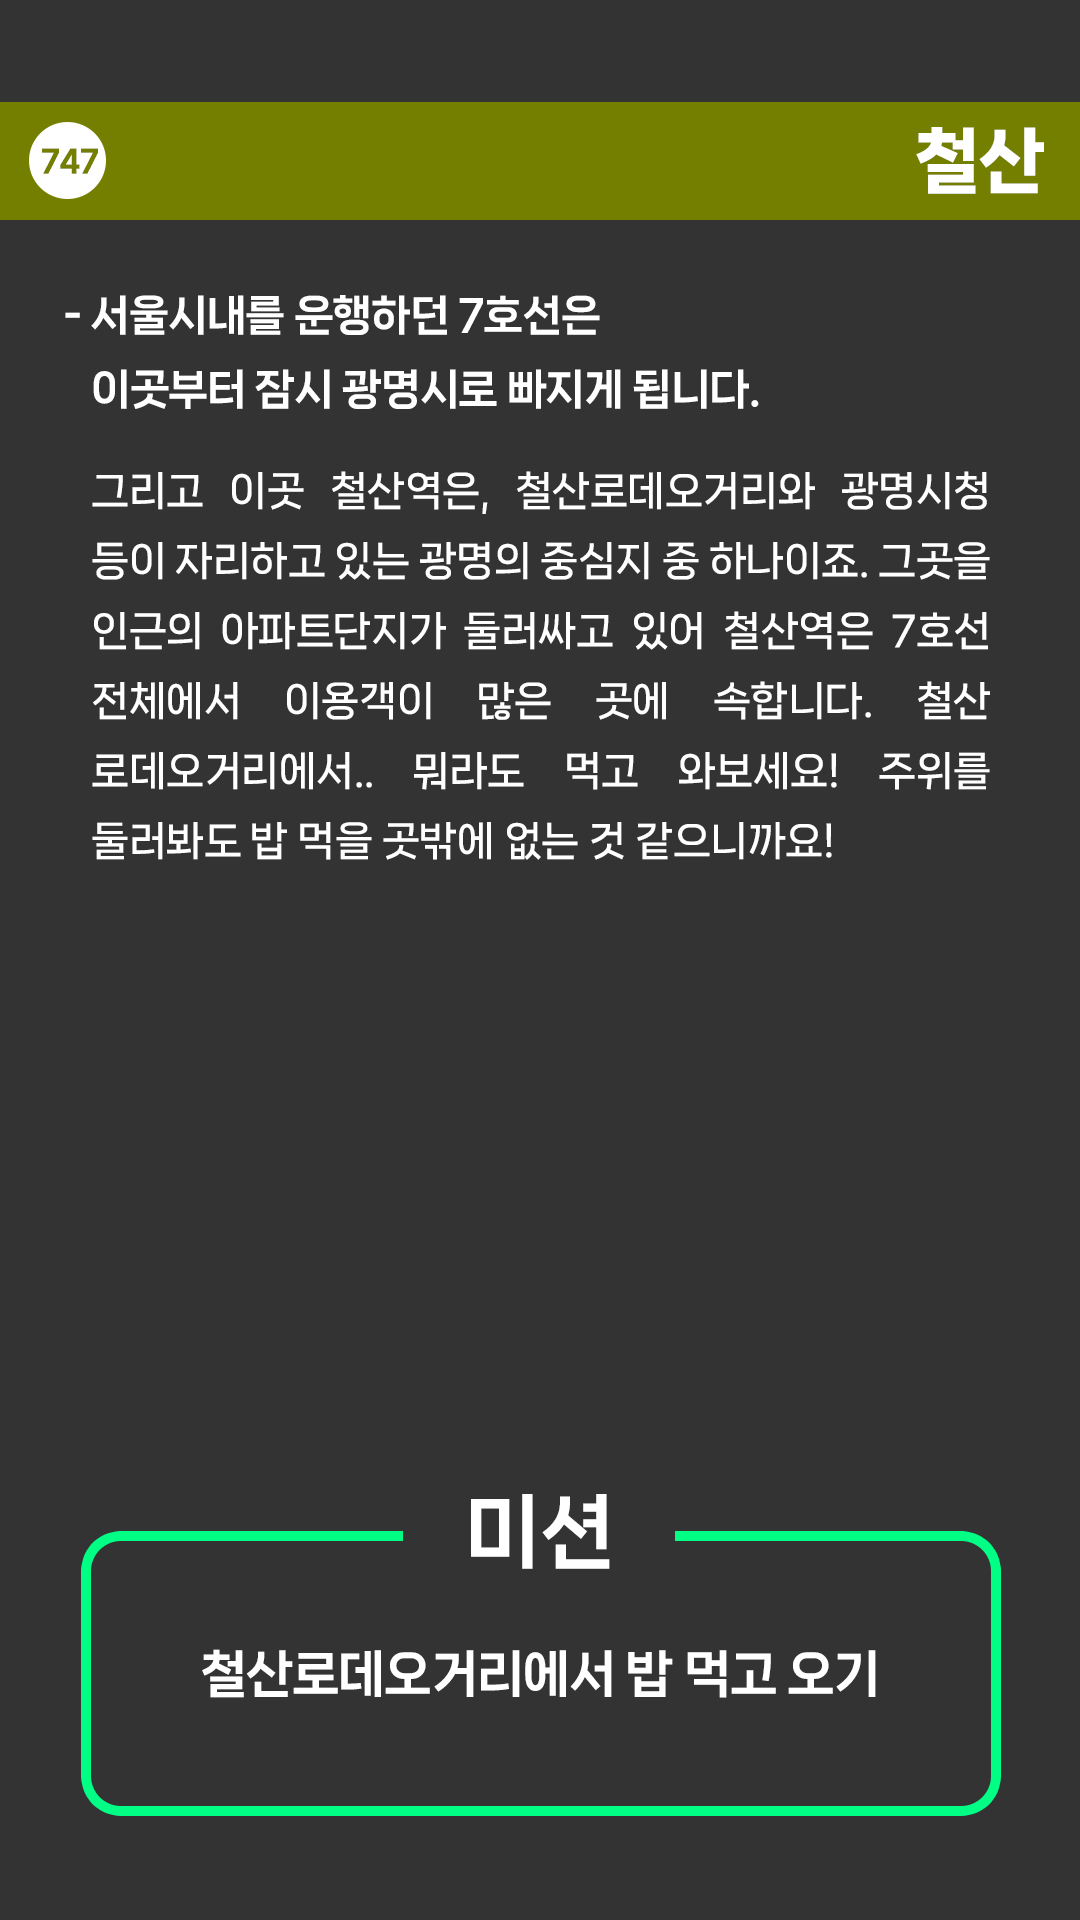 747
철산
- 서울시내를 운행하던 7호선은
이곳부터 잠시 광명시로 빠지게 됩니다.
그리고 이곳 철산역은, 철산로데오거리와 광명시청
등이 자리하고 있는 광명의 중심지 중 하나이죠. 그곳을
인근의 아파트단지가 둘러싸고 있어 철산역은 7호선
전체에서 이용객이 많은 곳에 속합니다. 철산
로데오거리에서.. 뭐라도 먹고 와보세요! 주위를
둘러봐도 밥 먹을 곳밖에 없는 것 같으니까요!
미션
철산로데오거리에서 밥 먹고 오기